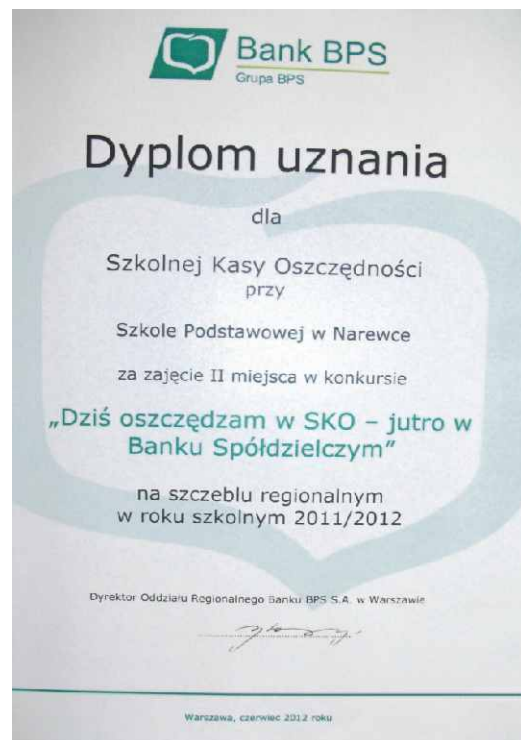 Bank BPS
Grupa BPS
Dyplom uznania
dla
Szkolnej Kasy Oszczędności
przy
Szkole Podstawowej w Narewce
za zajęcie II miejsca w konkursie
„Dziś oszczędzam w SKO – jutro w
Banku Spółdzielczym”
na szczeblu regionalnym
w roku szkolnym 2011/2012
Dyrektor Oddziału Regionalnego Banku BPS S.A. w Warszawie
Warszawa, czerwiec 2012 roku